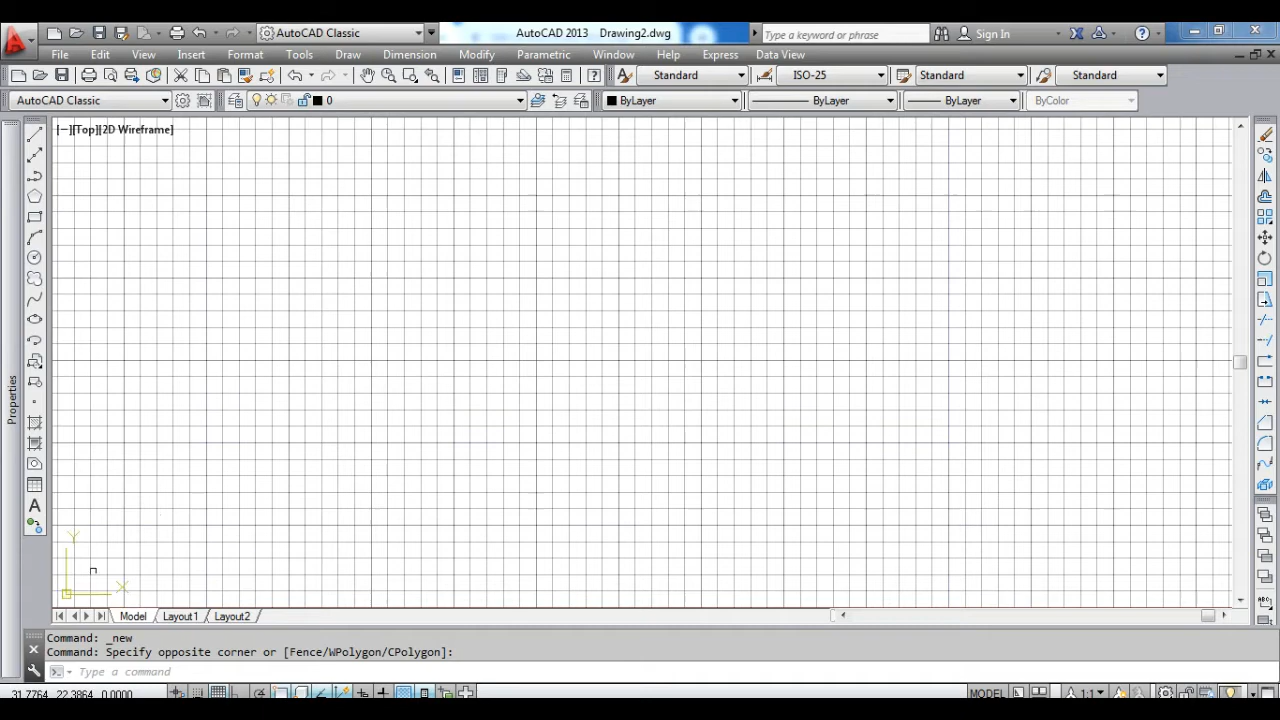 AutoCAD Classic AutoCAD 2013 Drawing2.dwg Type a keyword or phrase Sign In
File Edit View Insert Format Tools Draw Dimension Modify Parametric Window Help Express Data View
Standard ISO-25 Standard Standard
AutoCAD Classic 0 ByLayer ByLayer ByLayer ByColor
[−][Top][2D Wireframe]
Properties
Y
X
Model Layout1 Layout2
Command: _new
Command: Specify opposite corner or [Fence/WPolygon/CPolygon]:
Type a command
31.7764, 22.3864, 0.0000 MODEL 1:1